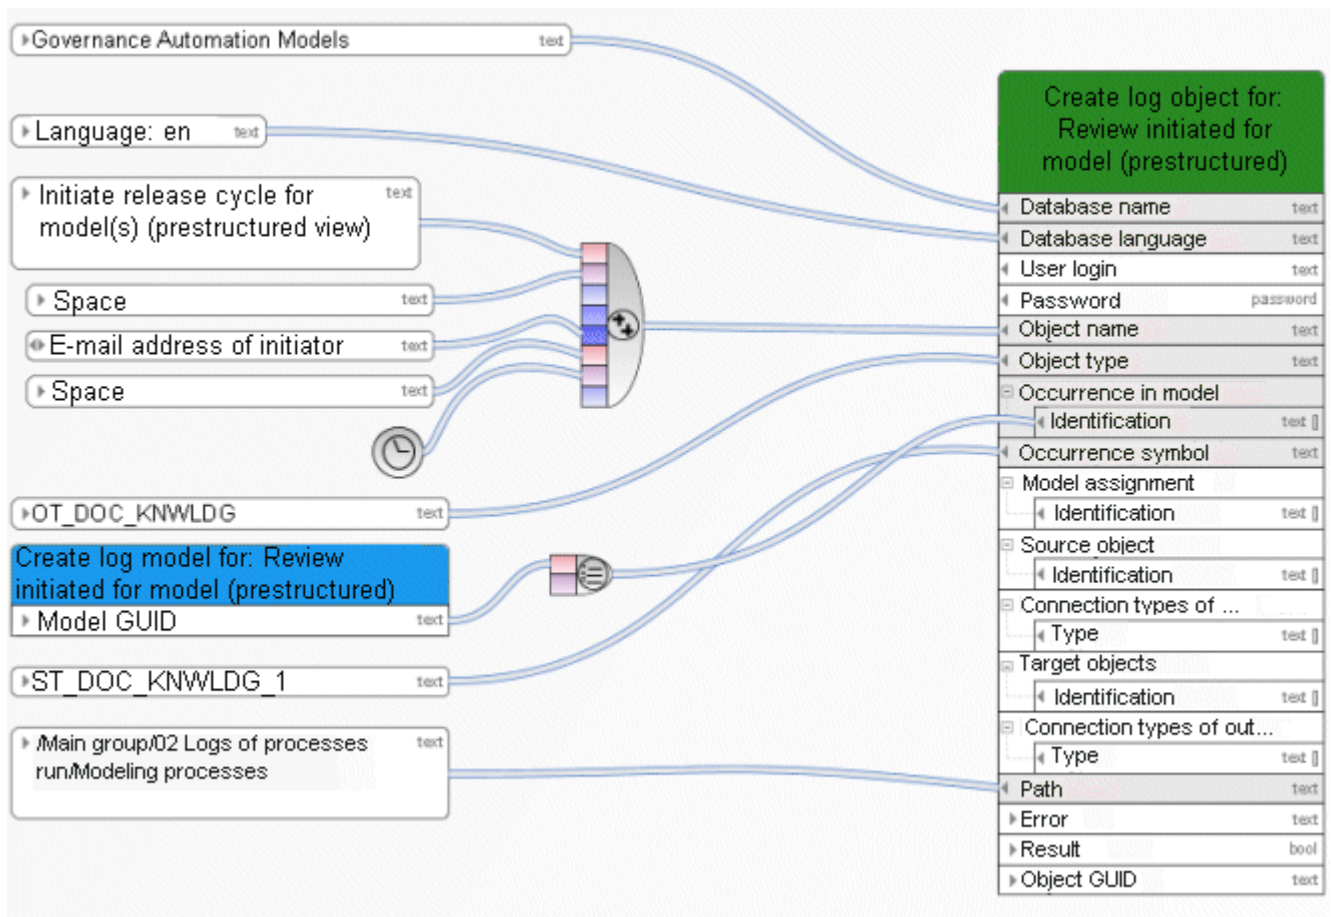 Governance Automation Models text
Language: en text
Initiate release cycle for text
model(s) (prestructured view)
Space text
E-mail address of initiator text
Space text
OT_DOC_KNWLDG text
Create log model for: Review
initiated for model (prestructured)
Model GUID text
ST_DOC_KNWLDG_1 text
/Main group/02 Logs of processes text
run/Modeling processes
Create log object for:
Review initiated for
model (prestructured)
Database name text
Database language text
User login text
Password password
Object name text
Object type text
Occurrence in model
Identification text []
Occurrence symbol text
Model assignment
Identification text []
Source object
Identification text []
Connection types of ...
Type text []
Target objects
Identification text []
Connection types of out...
Type text []
Path text
Error text
Result bool
Object GUID text